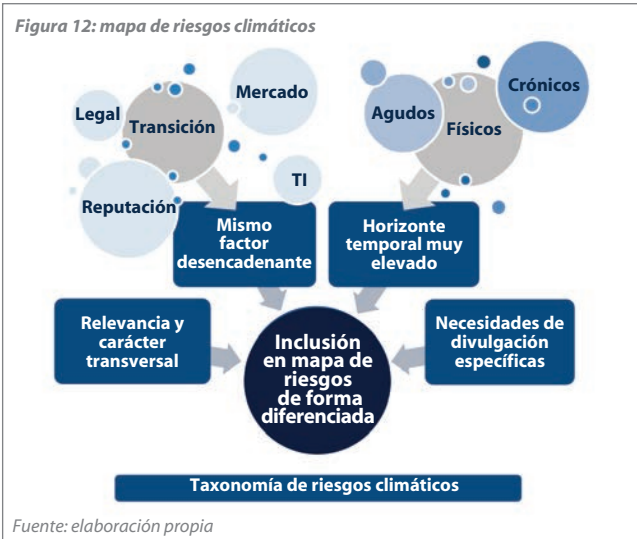 Figura 12: mapa de riesgos climáticos
Legal
Transición
Mercado
Reputación
TI
Agudos
Físicos
Crónicos
Mismo
factor
desencadenante
Horizonte
temporal muy
elevado
Relevancia y
carácter
transversal
Inclusión
en mapa de
riesgos
de forma
diferenciada
Necesidades de
divulgación
específicas
Taxonomía de riesgos climáticos
Fuente: elaboración propia